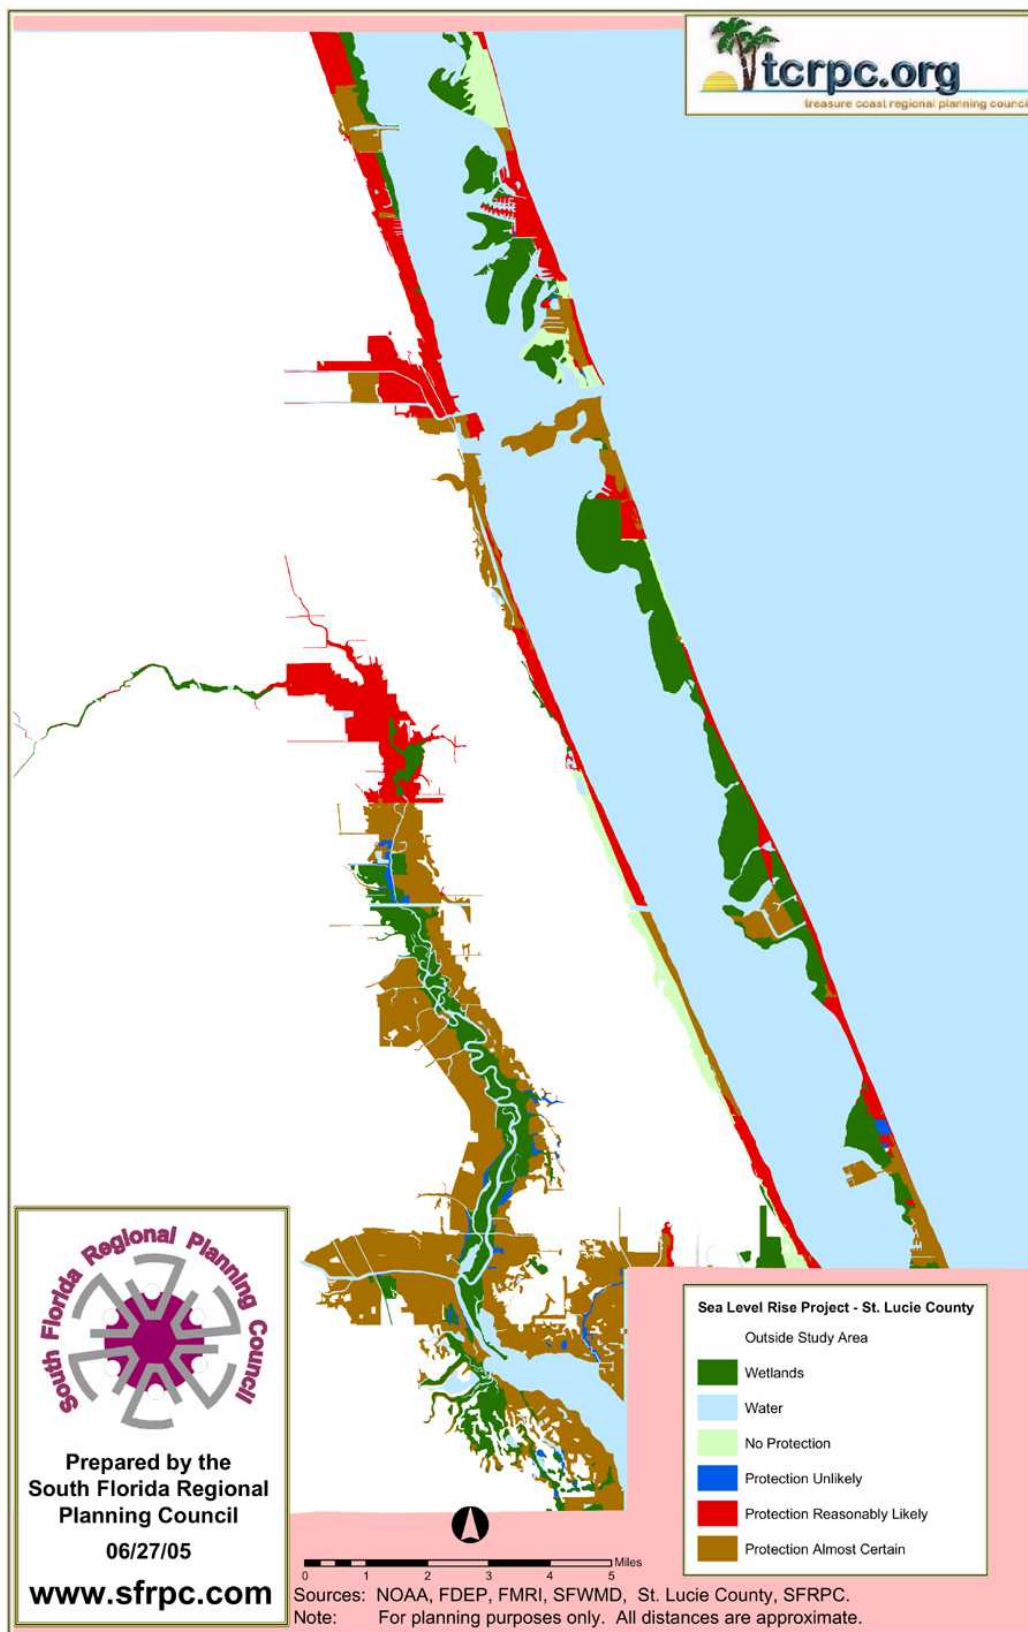 tcrpc.org
treasure coast regional planning council
South Florida Regional Planning Council
Prepared by the
South Florida Regional
Planning Council
06/27/05
www.sfrpc.com
Sea Level Rise Project - St. Lucie County
Outside Study Area
Wetlands
Water
No Protection
Protection Unlikely
Protection Reasonably Likely
Protection Almost Certain
Miles
0 1 2 3 4 5
Sources: NOAA, FDEP, FMRI, SFWMD, St. Lucie County, SFRPC.
Note: For planning purposes only. All distances are approximate.